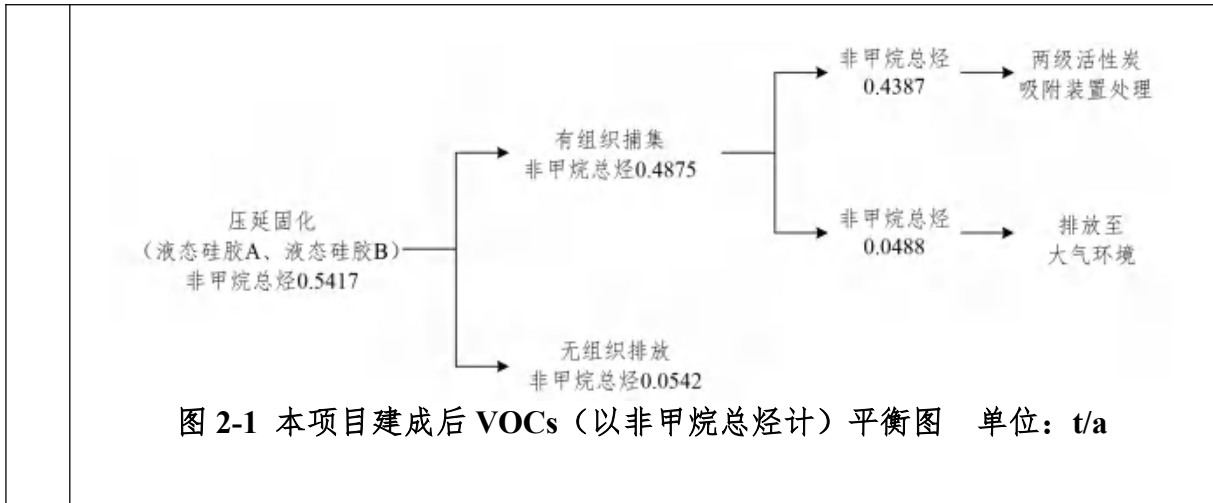 非甲烷总烃
0.4387
两级活性炭
吸附装置处理
有组织捕集
非甲烷总烃0.4875
压延固化
（液态硅胶A、液态硅胶B）
非甲烷总烃0.5417
非甲烷总烃
0.0488
排放至
大气环境
无组织排放
非甲烷总烃0.0542
图 2-1 本项目建成后 VOCs（以非甲烷总烃计）平衡图 单位：t/a